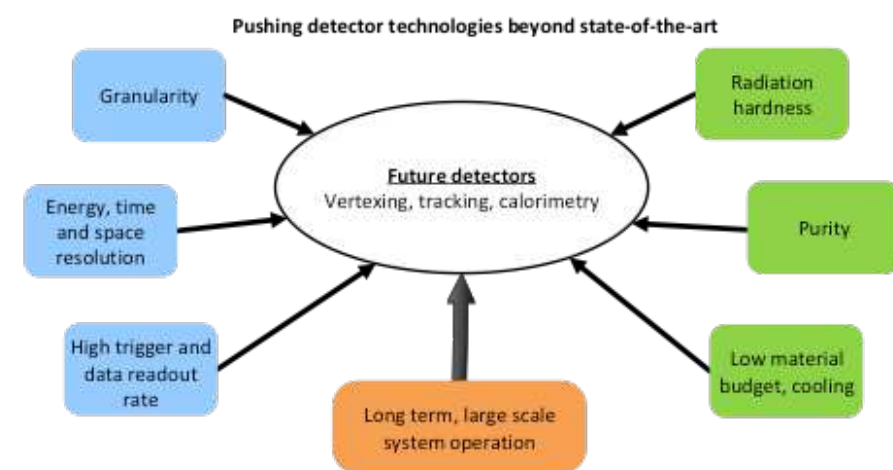 Pushing detector technologies beyond state-of-the-art
Granularity
Radiation
hardness
Future detectors
Vertexing, tracking, calorimetry
Energy, time
and space
resolution
Purity
High trigger and
data readout
rate
Low material
budget, cooling
Long term, large scale
system operation